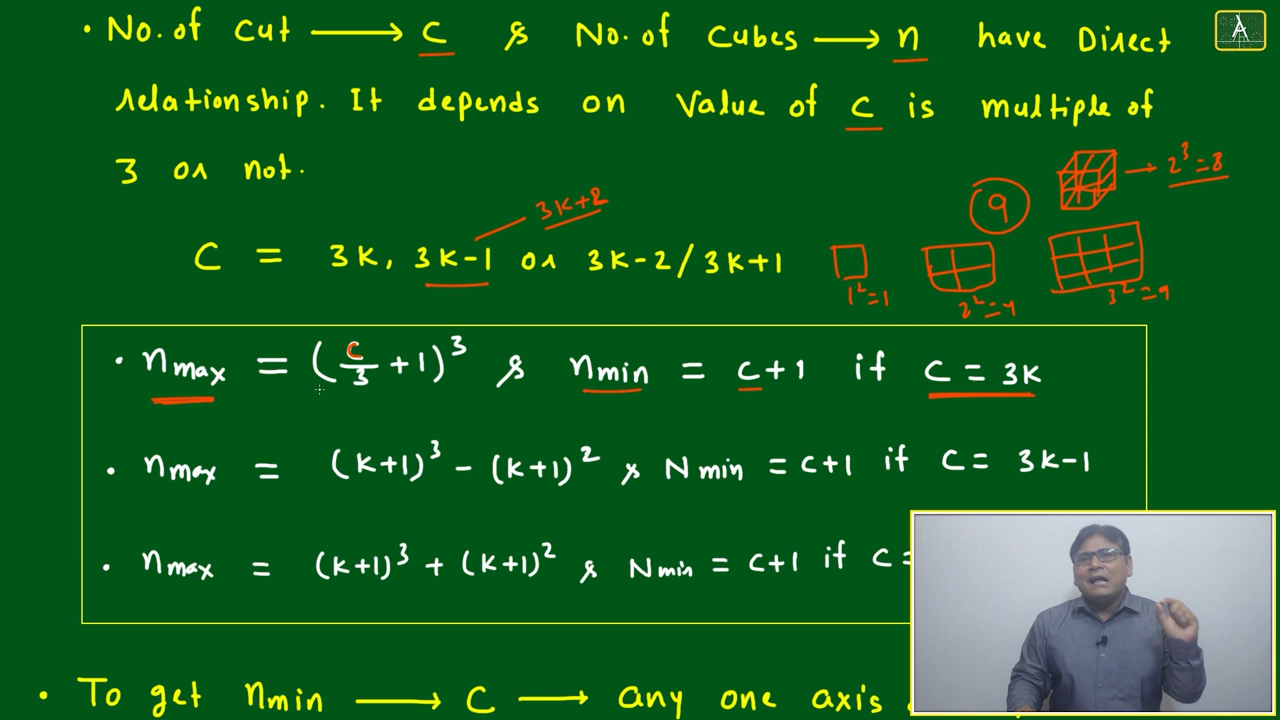 • No. of Cut ⟶ C & No. of Cubes ⟶ n have Direct
relationship. It depends on Value of C is multiple of
3 or not.
→ 2³ = 8
9
3K+2
C = 3K, 3K-1 or 3K-2/3K+1
1²=1
2²=4
3²=9
• nmax = (C/3 + 1)³ & nmin = C+1 if C = 3K
• nmax = (K+1)³ - (K+1)² & Nmin = C+1 if C = 3K-1
• nmax = (K+1)³ + (K+1)² & Nmin = C+1 if C =
• To get nmin ⟶ C ⟶ any one axis